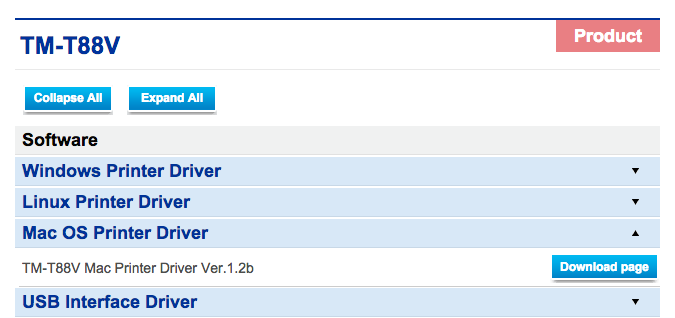 TM-T88V
Product
Collapse All Expand All
Software
Windows Printer Driver
Linux Printer Driver
Mac OS Printer Driver
TM-T88V Mac Printer Driver Ver.1.2b Download page
USB Interface Driver